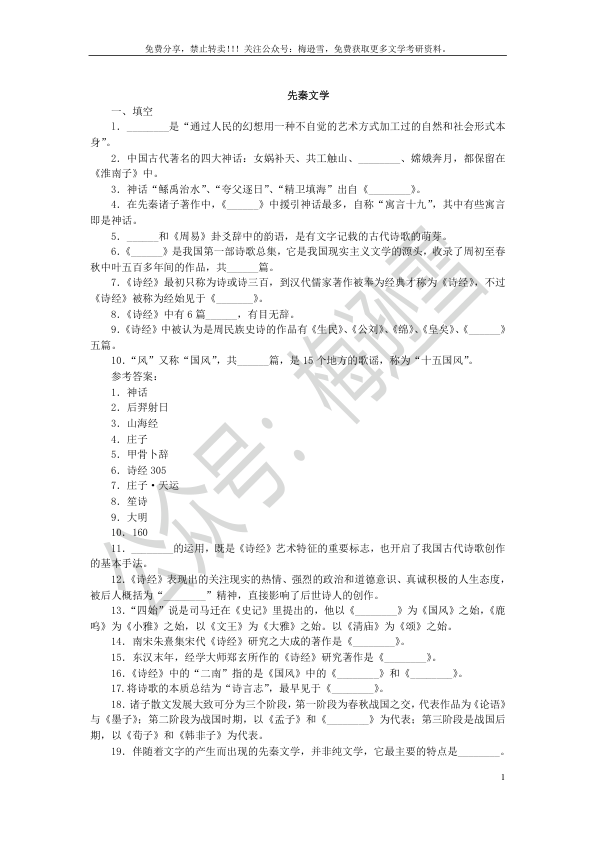 免费分享，禁止转卖!!! 关注公众号：梅逊雪，免费获取更多文学考研资料。
先秦文学
一、填空
1．________是“通过人民的幻想用一种不自觉的艺术方式加工过的自然和社会形式本
身”。
2．中国古代著名的四大神话：女娲补天、共工触山、________、嫦娥奔月，都保留在
《淮南子》中。
3．神话“鲧禹治水”、“夸父逐日”、“精卫填海”出自《________》。
4．在先秦诸子著作中，《______》中援引神话最多，自称“寓言十九”，其中有些寓言
即是神话。
5．______和《周易》卦爻辞中的韵语，是有文字记载的古代诗歌的萌芽。
6．《______》是我国第一部诗歌总集，它是我国现实主义文学的源头，收录了周初至春
秋中叶五百多年间的作品，共______篇。
7．《诗经》最初只称为诗或诗三百，到汉代儒家著作被奉为经典才称为《诗经》，不过
《诗经》被称为经始见于《_______》。
8．《诗经》中有 6 篇______，有目无辞。
9．《诗经》中被认为是周民族史诗的作品有《生民》、《公刘》、《绵》、《皇矣》、《______》
五篇。
10．“风”又称“国风”，共______篇，是 15 个地方的歌谣，称为“十五国风”。
参考答案：
1．神话
2．后羿射日
3．山海经
4．庄子
5．甲骨卜辞
6．诗经 305
7．庄子·天运
8．笙诗
9．大明
10．160
11．________的运用，既是《诗经》艺术特征的重要标志，也开启了我国古代诗歌创作
的基本手法。
12．《诗经》表现出的关注现实的热情、强烈的政治和道德意识、真诚积极的人生态度，
被后人概括为“________”精神，直接影响了后世诗人的创作。
13．“四始”说是司马迁在《史记》里提出的，他以《________》为《国风》之始，《鹿
鸣》为《小雅》之始，以《文王》为《大雅》之始。以《清庙》为《颂》之始。
14．南宋朱熹集宋代《诗经》研究之大成的著作是《________》。
15．东汉末年，经学大师郑玄所作的《诗经》研究著作是《________》。
16．《诗经》中的“二南”指的是《国风》中的《________》和《________》。
17.将诗歌的本质总结为“诗言志”，最早见于《________》。
18．诸子散文发展大致可分为三个阶段，第一阶段为春秋战国之交，代表作品为《论语》
与《墨子》；第二阶段为战国时期，以《孟子》和《________》为代表；第三阶段是战国后
期，以《荀子》和《韩非子》为代表。
19．伴随着文字的产生而出现的先秦文学，并非纯文学，它最主要的特点是________。
1
公众号：梅逊雪